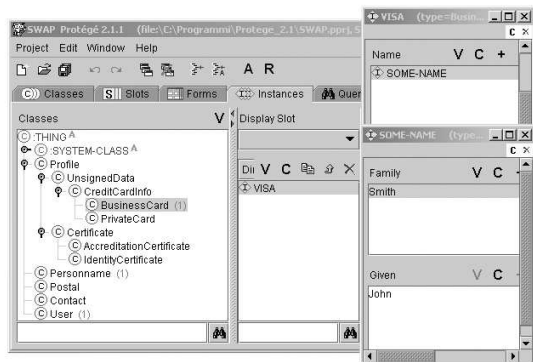 SWAP Protégé 2.1.1 (file:\C:\Programmi\Protege_2.1\SWAP.pprj, S
Project Edit Window Help
A R
C Classes S Slots Forms Instances Quer
Classes V
Display Slot
C :THING A
C :SYSTEM-CLASS A
C Profile
C UnsignedData
C CreditCardInfo
C BusinessCard (1)
C PrivateCard
C Certificate
C AccreditationCertificate
C IdentityCertificate
C Personname (1)
C Postal
C Contact
C User (1)
V C
VISA
VISA (type=Busin...
C ×
Name V C +
SOME-NAME
SOME-NAME (type...
C ×
Family V C
Smith
Given V C
John